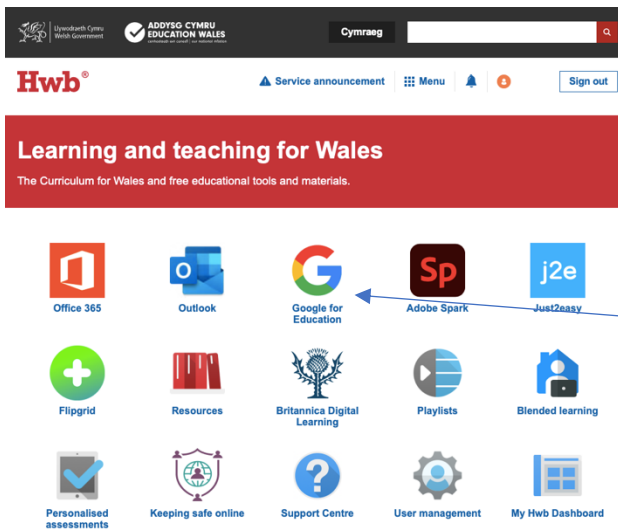 Llywodraeth Cymru
Welsh Government
ADDYSG CYMRU
EDUCATION WALES
Cymraeg
Hwb®
Service announcement
Menu
Sign out
Learning and teaching for Wales
The Curriculum for Wales and free educational tools and materials.
Sp
j2e
O
Office 365
Outlook
Google for
Education
Adobe Spark
Just2easy
Flipgrid
Resources
Britannica Digital
Learning
Playlists
Blended learning
?
Personalised
assessments
Keeping safe online
Support Centre
User management
My Hwb Dashboard